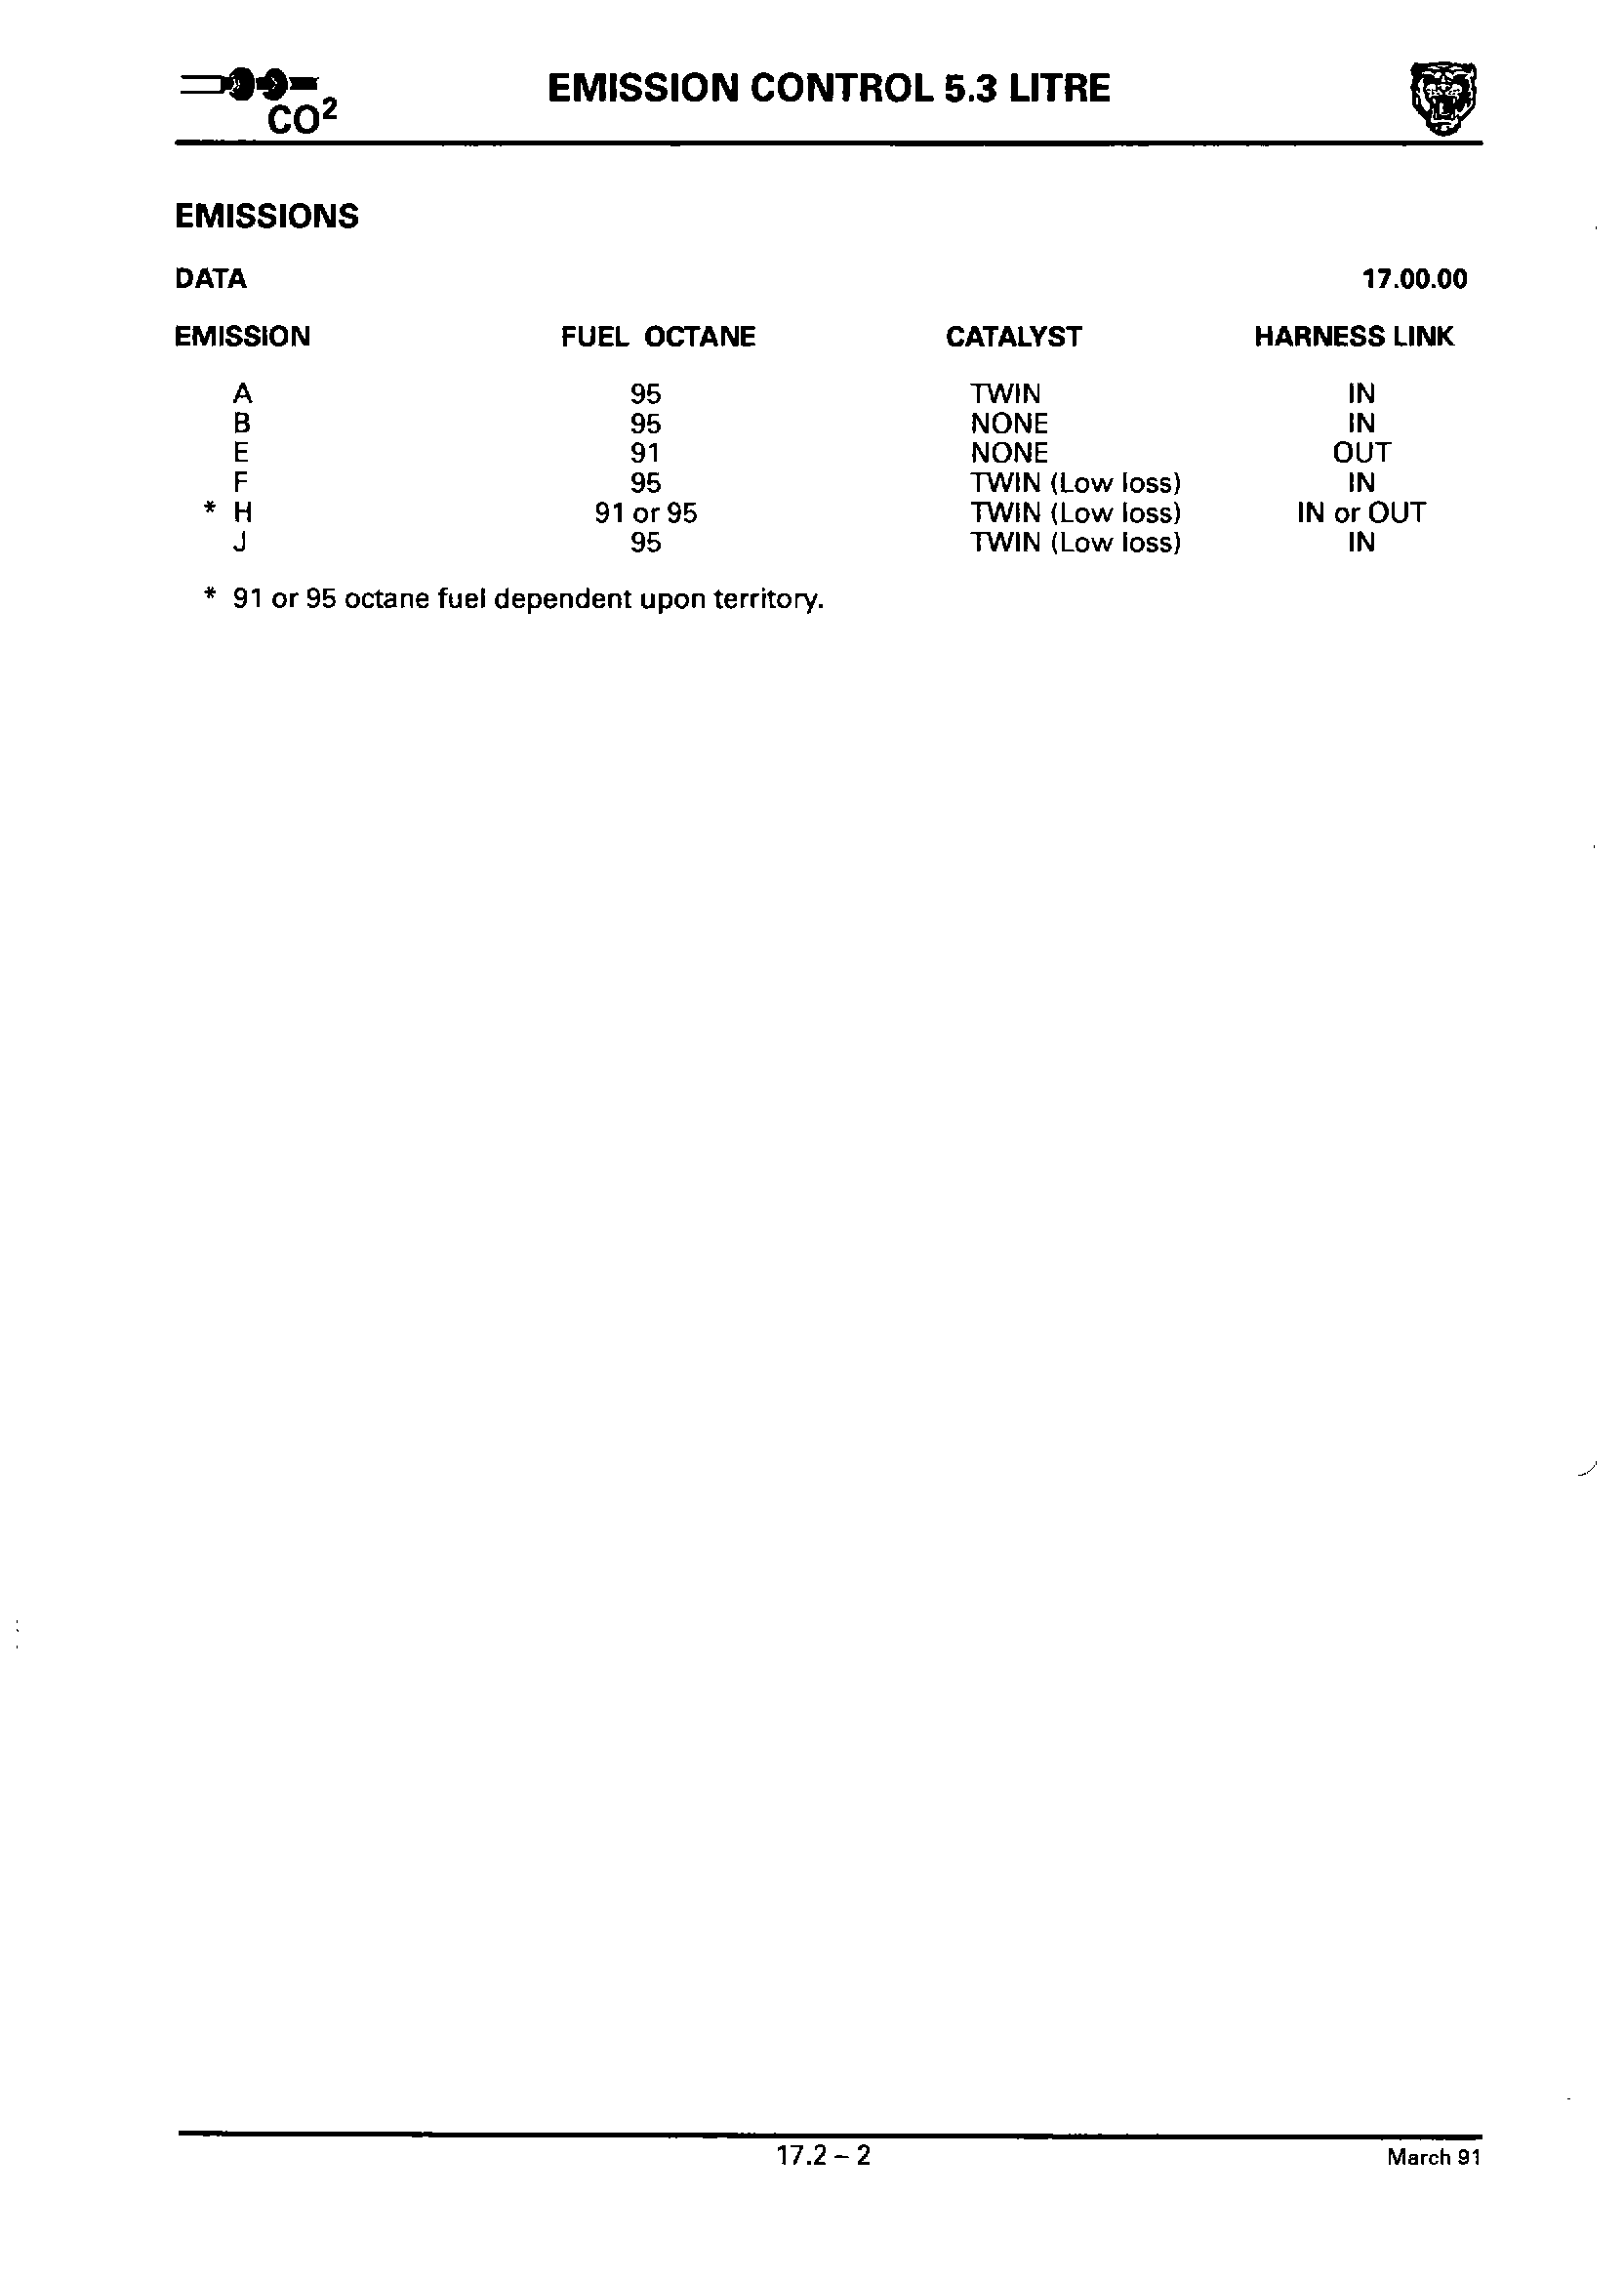 EMISSION CONTROL 5.3 LITRE
CO²
EMISSIONS
DATA 17.00.00
EMISSION FUEL OCTANE CATALYST HARNESS LINK
A 95 TWIN IN
B 95 NONE IN
E 91 NONE OUT
F 95 TWIN (Low loss) IN
* H 91 or 95 TWIN (Low loss) IN or OUT
J 95 TWIN (Low loss) IN
* 91 or 95 octane fuel dependent upon territory.
17.2 – 2 March 91